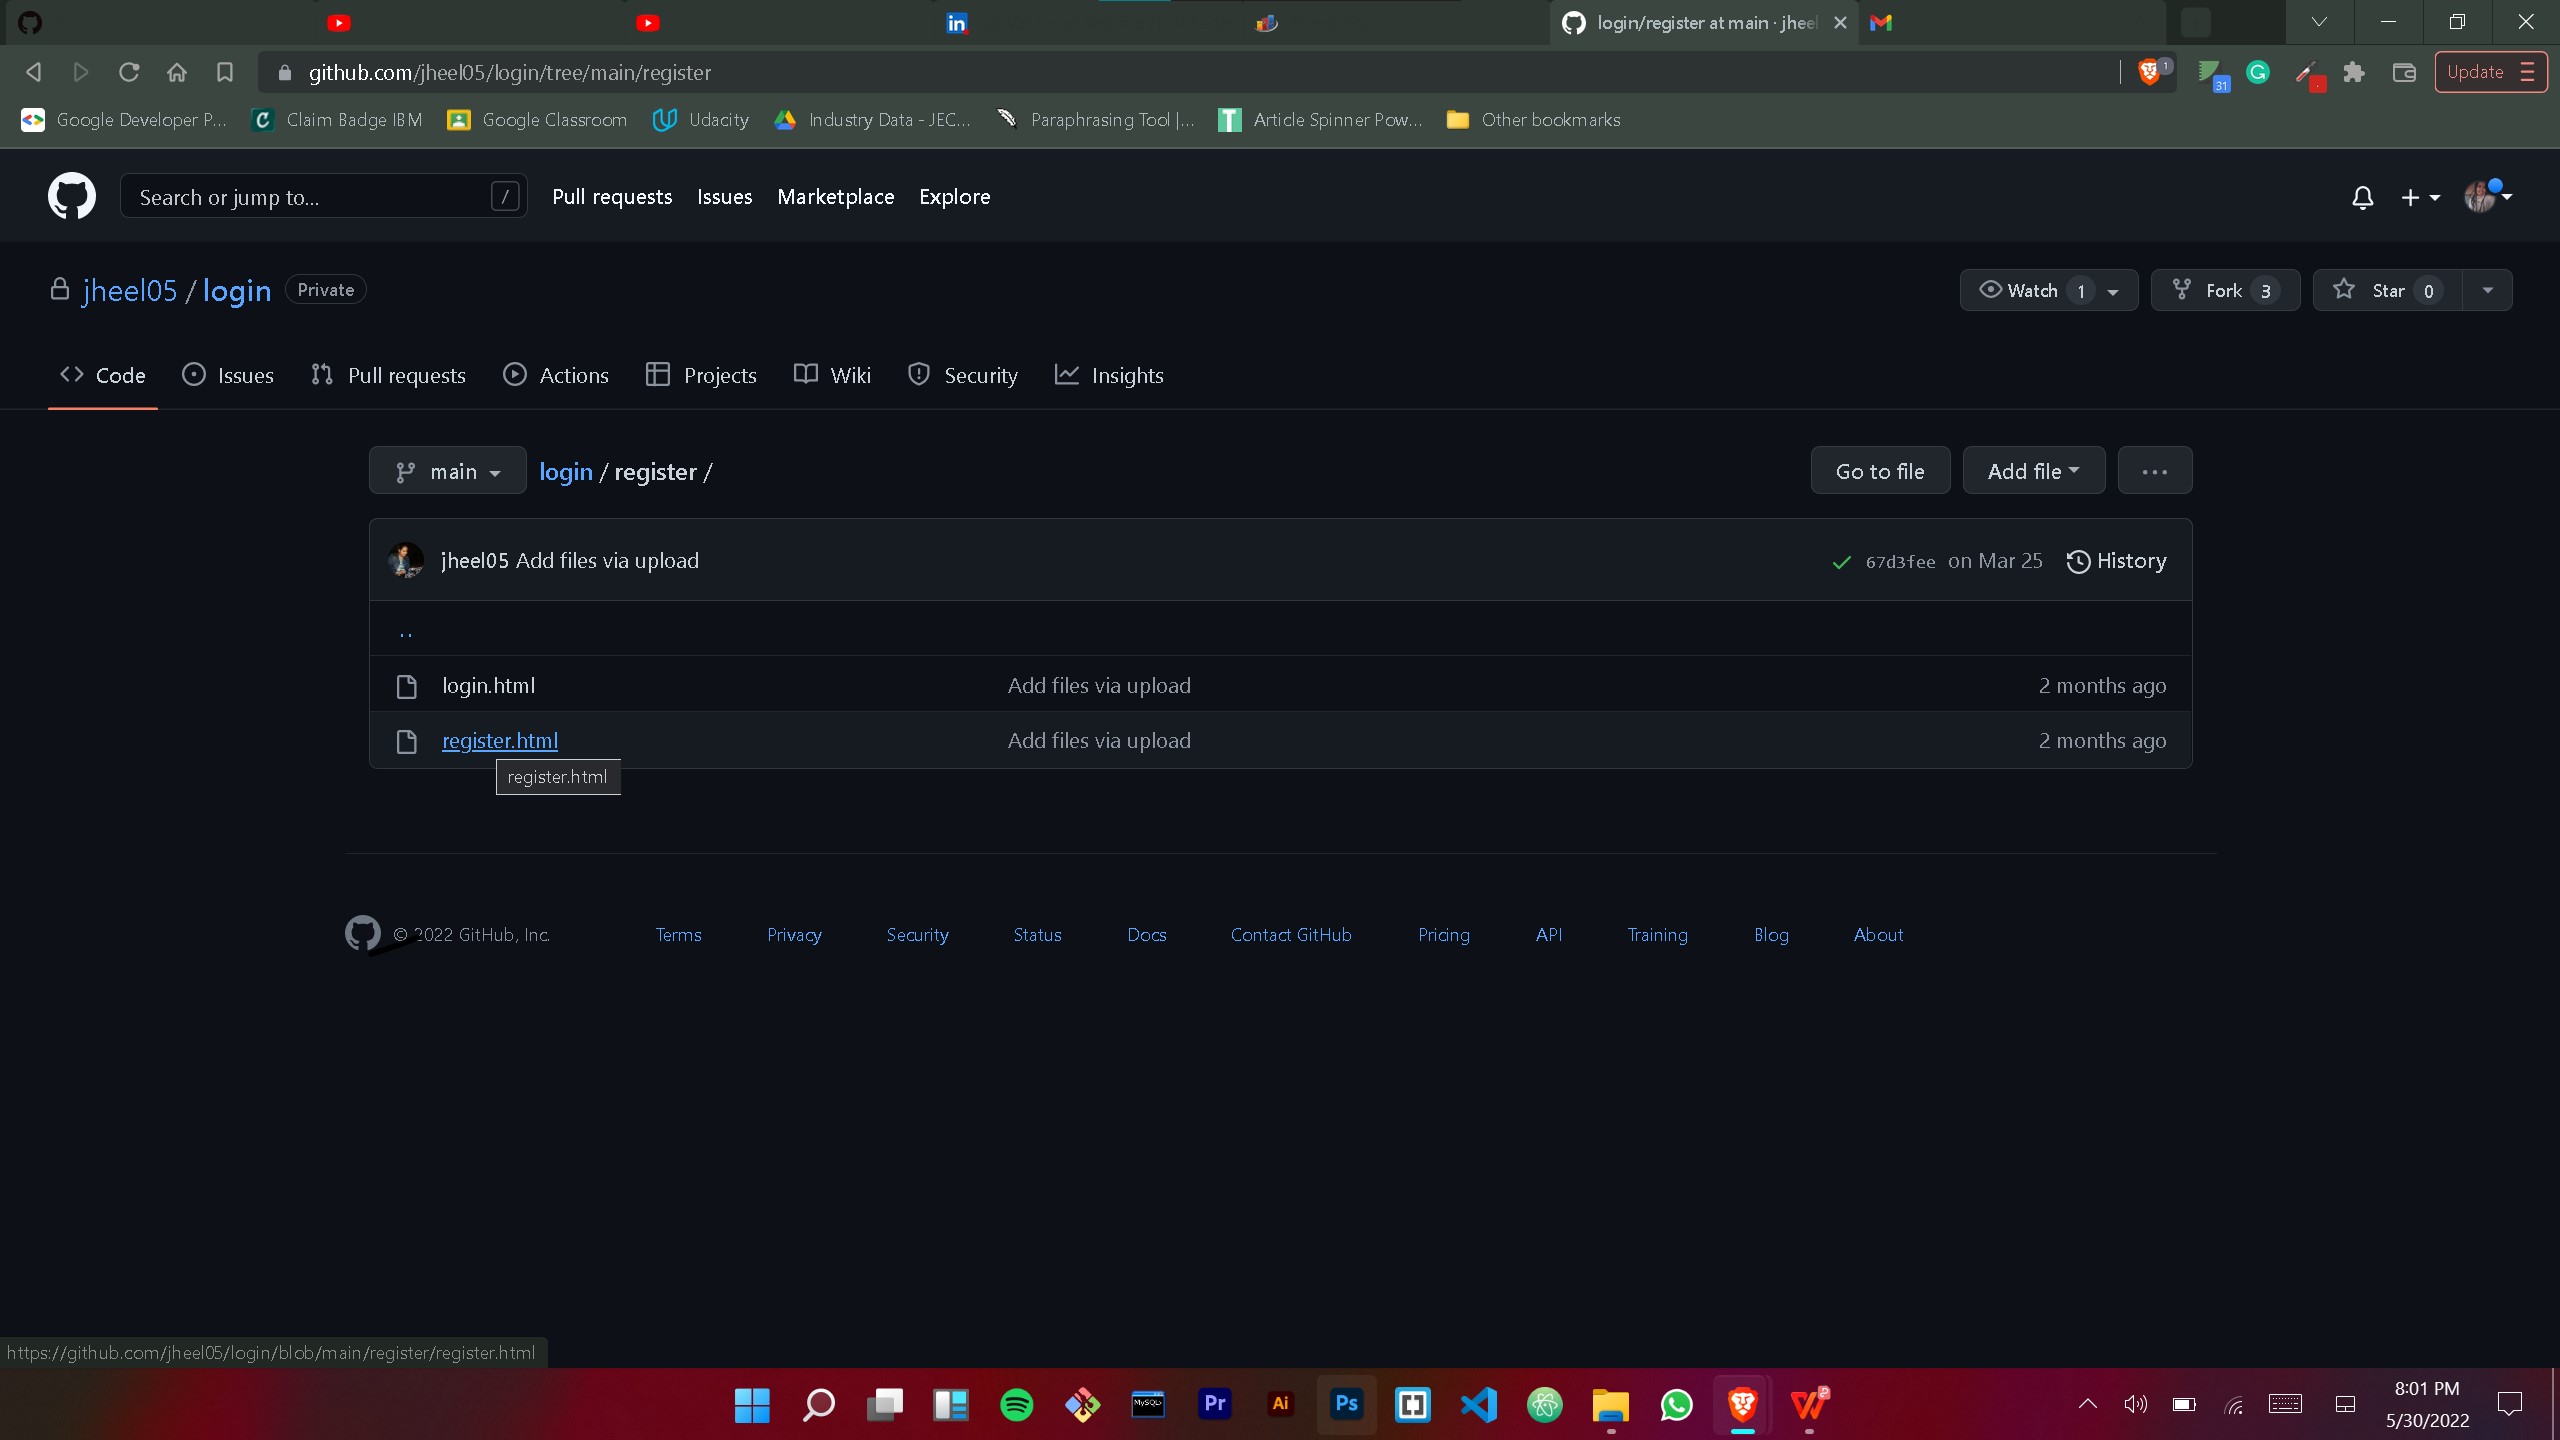 login/register at main · jheel
github.com/jheel05/login/tree/main/register
1
31
Update
Google Developer P...
Claim Badge IBM
Google Classroom
Udacity
Industry Data - JEC...
Paraphrasing Tool |...
Article Spinner Pow...
Other bookmarks
Search or jump to...
/
Pull requests
Issues
Marketplace
Explore
jheel05 / login
Private
Watch 1
Fork 3
Star 0
Code
Issues
Pull requests
Actions
Projects
Wiki
Security
Insights
main
login / register /
Go to file
Add file
...
jheel05 Add files via upload
67d3fee on Mar 25
History
..
login.html
Add files via upload
2 months ago
register.html
Add files via upload
2 months ago
register.html
© 2022 GitHub, Inc.
Terms
Privacy
Security
Status
Docs
Contact GitHub
Pricing
API
Training
Blog
About
https://github.com/jheel05/login/blob/main/register/register.html
MySQL
Pr
Ai
Ps
8:01 PM
5/30/2022